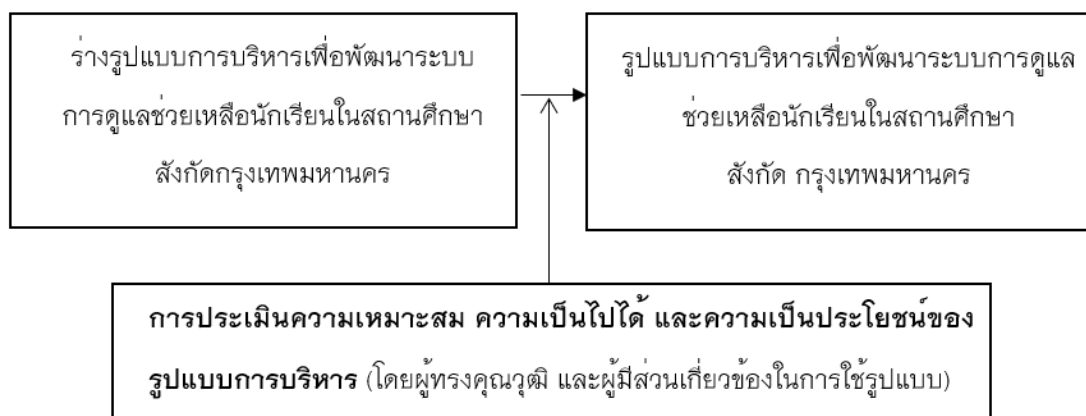 ร่างรูปแบบการบริหารเพื่อพัฒนาระบบ
การดูแลช่วยเหลือนักเรียนในสถานศึกษา
สังกัดกรุงเทพมหานคร
รูปแบบการบริหารเพื่อพัฒนาระบบการดูแล
ช่วยเหลือนักเรียนในสถานศึกษา
สังกัด กรุงเทพมหานคร
การประเมินความเหมาะสม ความเป็นไปได้ และความเป็นประโยชน์ของ
รูปแบบการบริหาร (โดยผู้ทรงคุณวุฒิ และผู้มีส่วนเกี่ยวข้องในการใช้รูปแบบ)